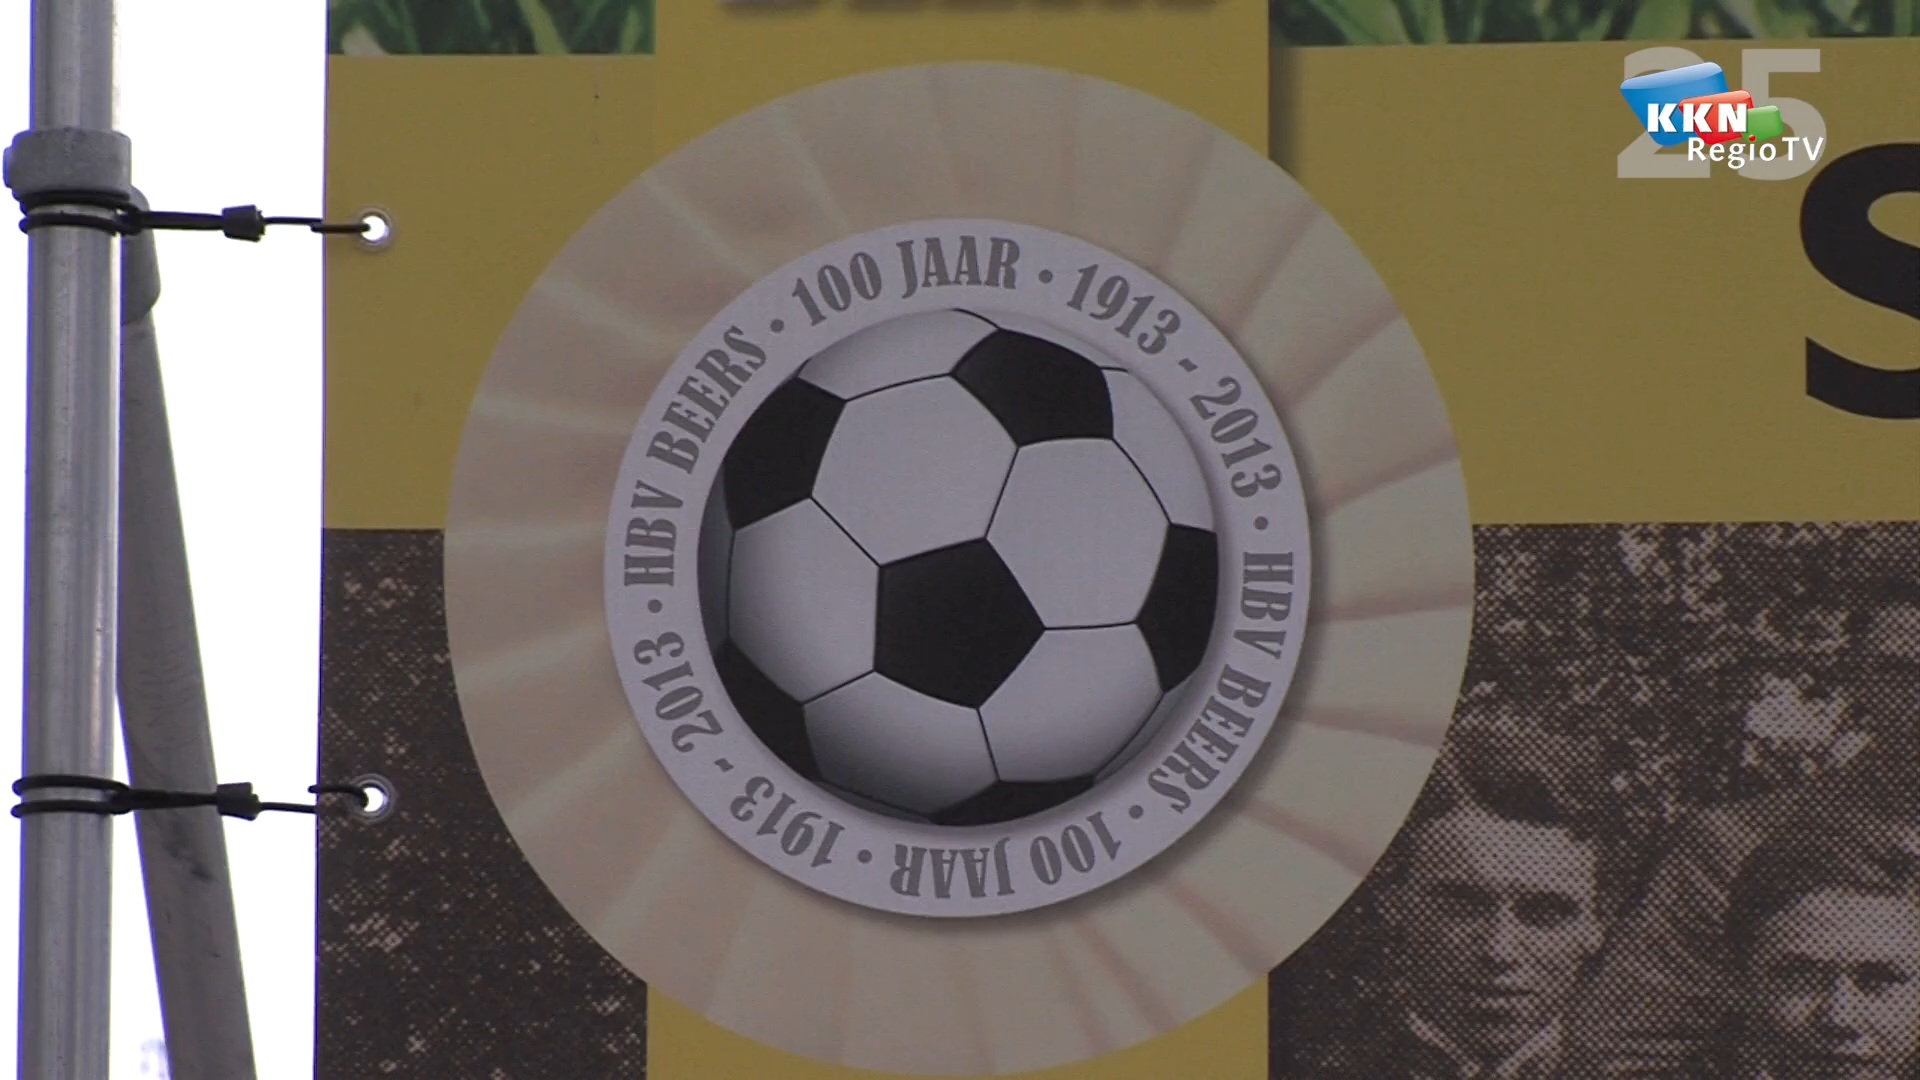 25
KKN
RegioTV
S
HBV BEERS • 100 JAAR • 1913 - 2013 • HBV BEERS • 100 JAAR • 1913 - 2013 •